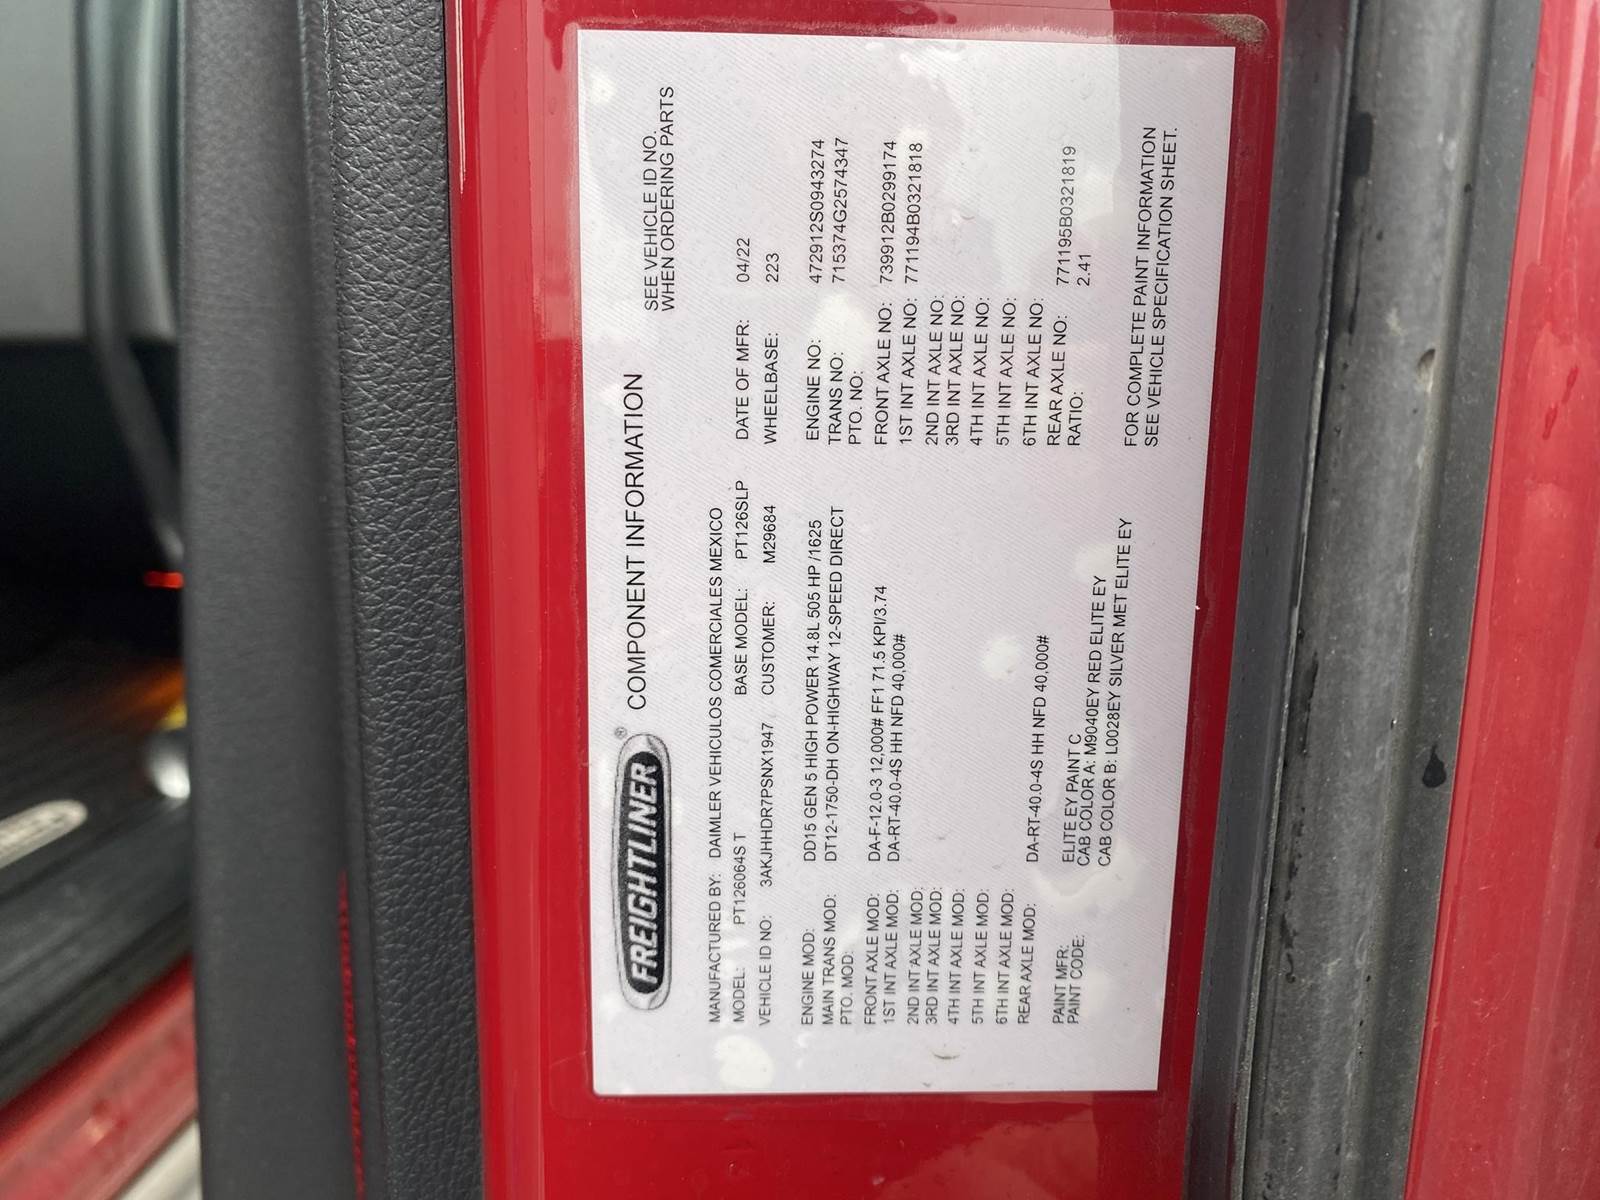 FREIGHTLINER® COMPONENT INFORMATION
SEE VEHICLE ID NO.
WHEN ORDERING PARTS
MANUFACTURED BY: DAIMLER VEHICULOS COMERCIALES MEXICO
MODEL: PT126064S T BASE MODEL: PT126SLP DATE OF MFR: 04/22
VEHICLE ID NO: 3AKJHHDR7PSNX1947 CUSTOMER: M29684 WHEELBASE: 223
ENGINE MOD: DD15 GEN 5 HIGH POWER 14.8L 505 HP /1625 ENGINE NO: 472912S0943274
MAIN TRANS MOD: DT12-1750-DH ON-HIGHWAY 12-SPEED DIRECT TRANS NO: 715374G2574347
PTO. MOD: PTO. NO:
FRONT AXLE MOD: DA-F-12.0-3 12,000# FF1 71.5 KPI/3.74 FRONT AXLE NO: 739912B0299174
1ST INT AXLE MOD: DA-RT-40.0-4S HH NFD 40,000# 1ST INT AXLE NO: 771194B0321818
2ND INT AXLE MOD: 2ND INT AXLE NO:
3RD INT AXLE MOD: 3RD INT AXLE NO:
4TH INT AXLE MOD: 4TH INT AXLE NO:
5TH INT AXLE MOD: 5TH INT AXLE NO:
6TH INT AXLE MOD: 6TH INT AXLE NO:
REAR AXLE MOD: DA-RT-40.0-4S HH NFD 40,000# REAR AXLE NO: 771195B0321819
RATIO: 2.41
PAINT MFR: ELITE EY PAINT C
PAINT CODE: CAB COLOR A: M9040EY RED ELITE EY
CAB COLOR B: L0028EY SILVER MET ELITE EY
FOR COMPLETE PAINT INFORMATION
SEE VEHICLE SPECIFICATION SHEET.